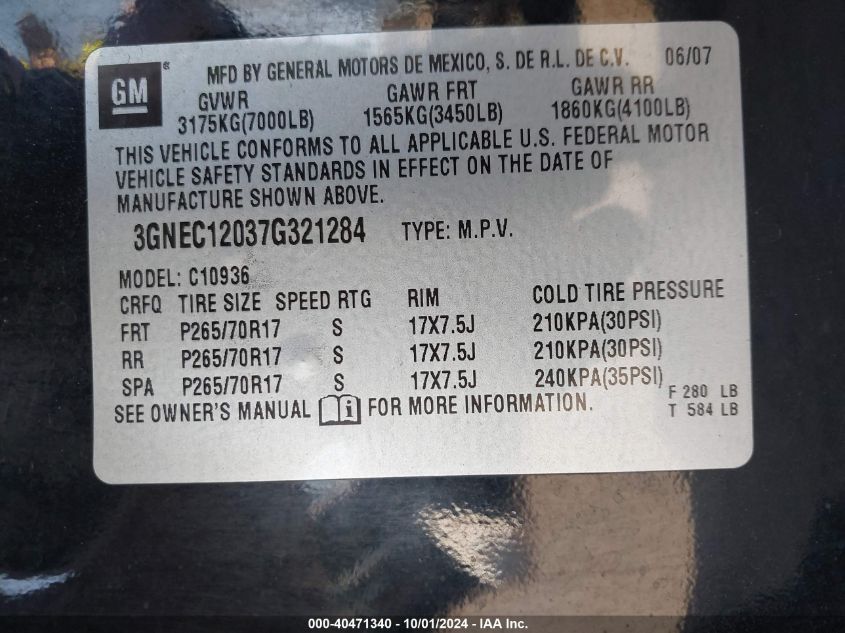 GM ® MFD BY GENERAL MOTORS DE MEXICO, S. DE R.L. DE C.V. 06/07
GVWR GAWR FRT GAWR RR
3175KG(7000LB) 1565KG(3450LB) 1860KG(4100LB)
THIS VEHICLE CONFORMS TO ALL APPLICABLE U.S. FEDERAL MOTOR
VEHICLE SAFETY STANDARDS IN EFFECT ON THE DATE OF
MANUFACTURE SHOWN ABOVE.
3GNEC12037G321284 TYPE: M.P.V.
MODEL: C10936
CRFQ TIRE SIZE SPEED RTG RIM COLD TIRE PRESSURE
FRT P265/70R17 S 17X7.5J 210KPA(30PSI)
RR P265/70R17 S 17X7.5J 210KPA(30PSI)
SPA P265/70R17 S 17X7.5J 240KPA(35PSI)
F 280 LB
SEE OWNER'S MANUAL i FOR MORE INFORMATION. T 584 LB
000-40471340 - 10/01/2024 - IAA Inc.